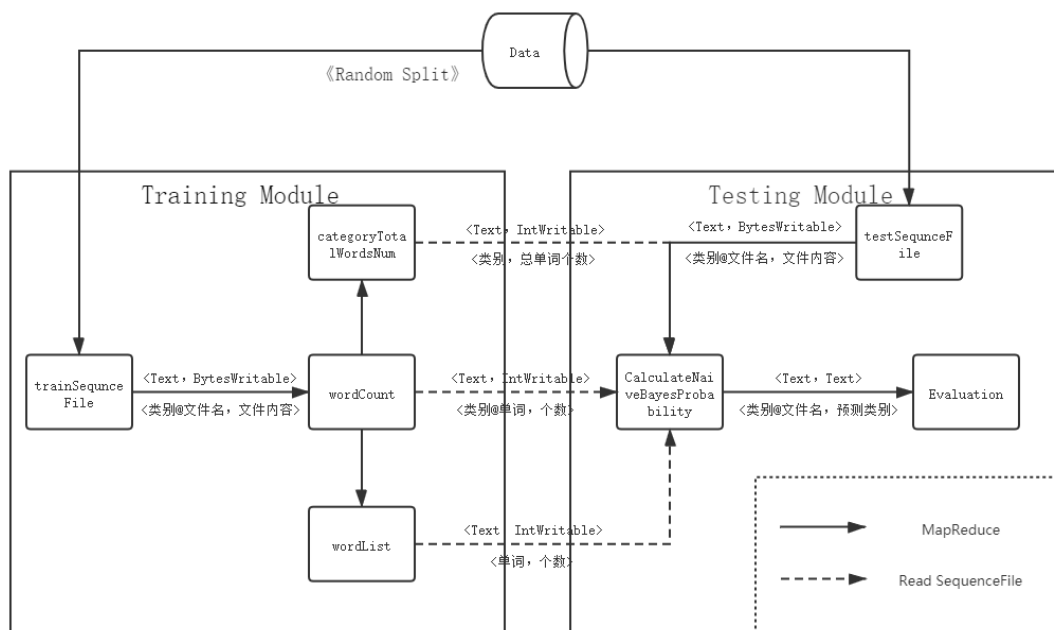 Data
《Random Split》
Training Module
Testing Module
categoryTota
lWordsNum
<Text, IntWritable>
<类别, 总单词个数>
<Text, BytesWritable>
<类别@文件名, 文件内容>
testSequnceF
ile
trainSequnce
File
<Text, BytesWritable>
<类别@文件名, 文件内容>
wordCount
<Text, IntWritable>
<类别@单词, 个数>
CalculateNai
veBayesProba
bility
<Text, Text>
<类别@文件名, 预测类别>
Evaluation
wordList
<Text IntWritable>
<单词, 个数>
MapReduce
Read SequenceFile